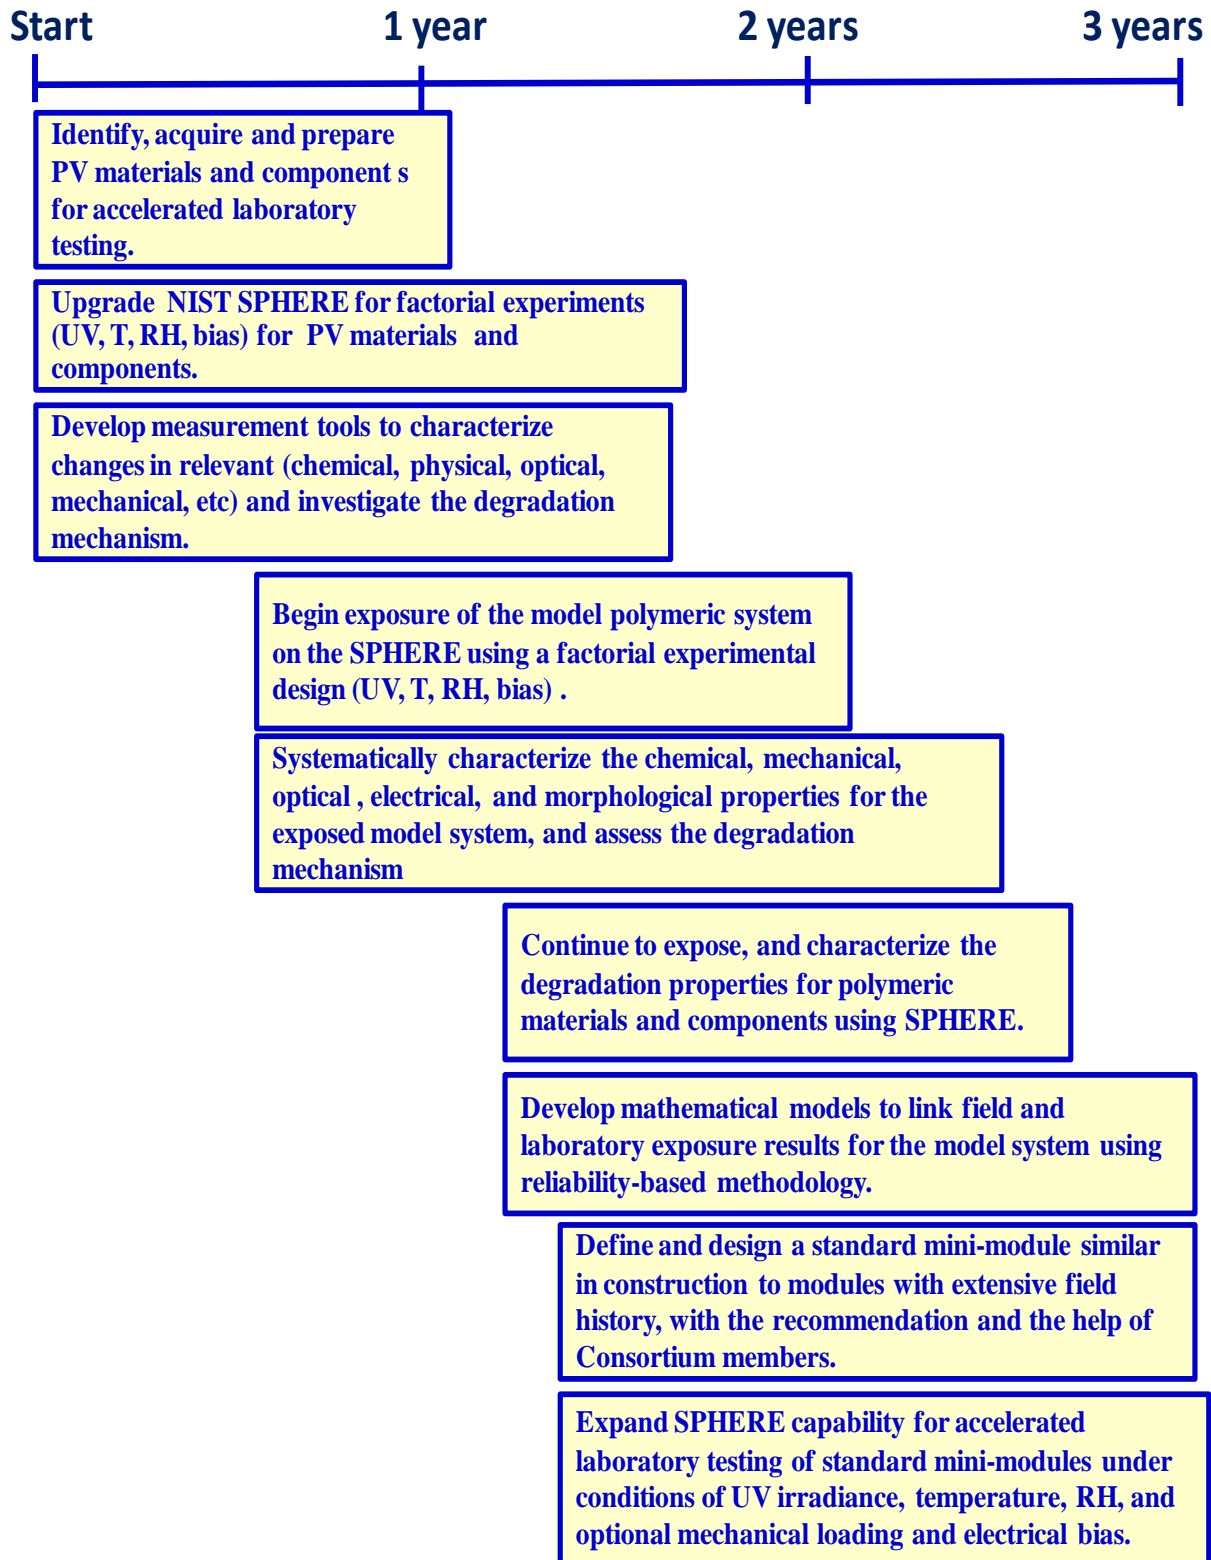 Start 1 year 2 years 3 years
Identify, acquire and prepare
PV materials and component s
for accelerated laboratory
testing.
Upgrade NIST SPHERE for factorial experiments
(UV, T, RH, bias) for PV materials and
components.
Develop measurement tools to characterize
changes in relevant (chemical, physical, optical,
mechanical, etc) and investigate the degradation
mechanism.
Begin exposure of the model polymeric system
on the SPHERE using a factorial experimental
design (UV, T, RH, bias) .
Systematically characterize the chemical, mechanical,
optical , electrical, and morphological properties for the
exposed model system, and assess the degradation
mechanism
Continue to expose, and characterize the
degradation properties for polymeric
materials and components using SPHERE.
Develop mathematical models to link field and
laboratory exposure results for the model system using
reliability-based methodology.
Define and design a standard mini-module similar
in construction to modules with extensive field
history, with the recommendation and the help of
Consortium members.
Expand SPHERE capability for accelerated
laboratory testing of standard mini-modules under
conditions of UV irradiance, temperature, RH, and
optional mechanical loading and electrical bias.